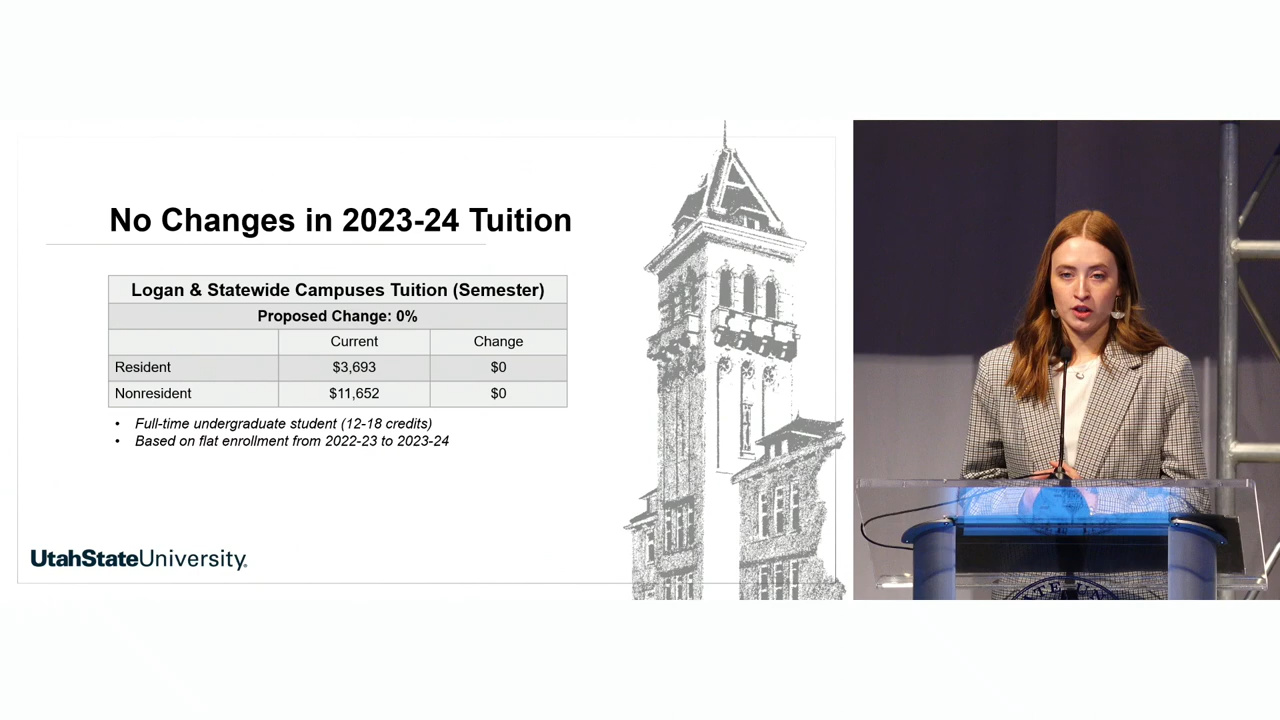 No Changes in 2023-24 Tuition
Logan & Statewide Campuses Tuition (Semester)
Proposed Change: 0%
Current Change
Resident $3,693 $0
Nonresident $11,652 $0
• Full-time undergraduate student (12-18 credits)
• Based on flat enrollment from 2022-23 to 2023-24
UtahStateUniversity®